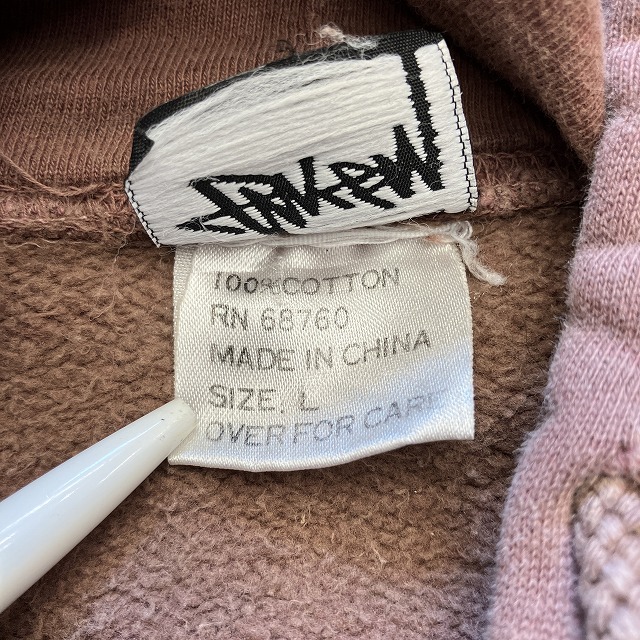 100% COTTON
RN 68760
MADE IN CHINA
SIZE. L
OVER FOR CARE